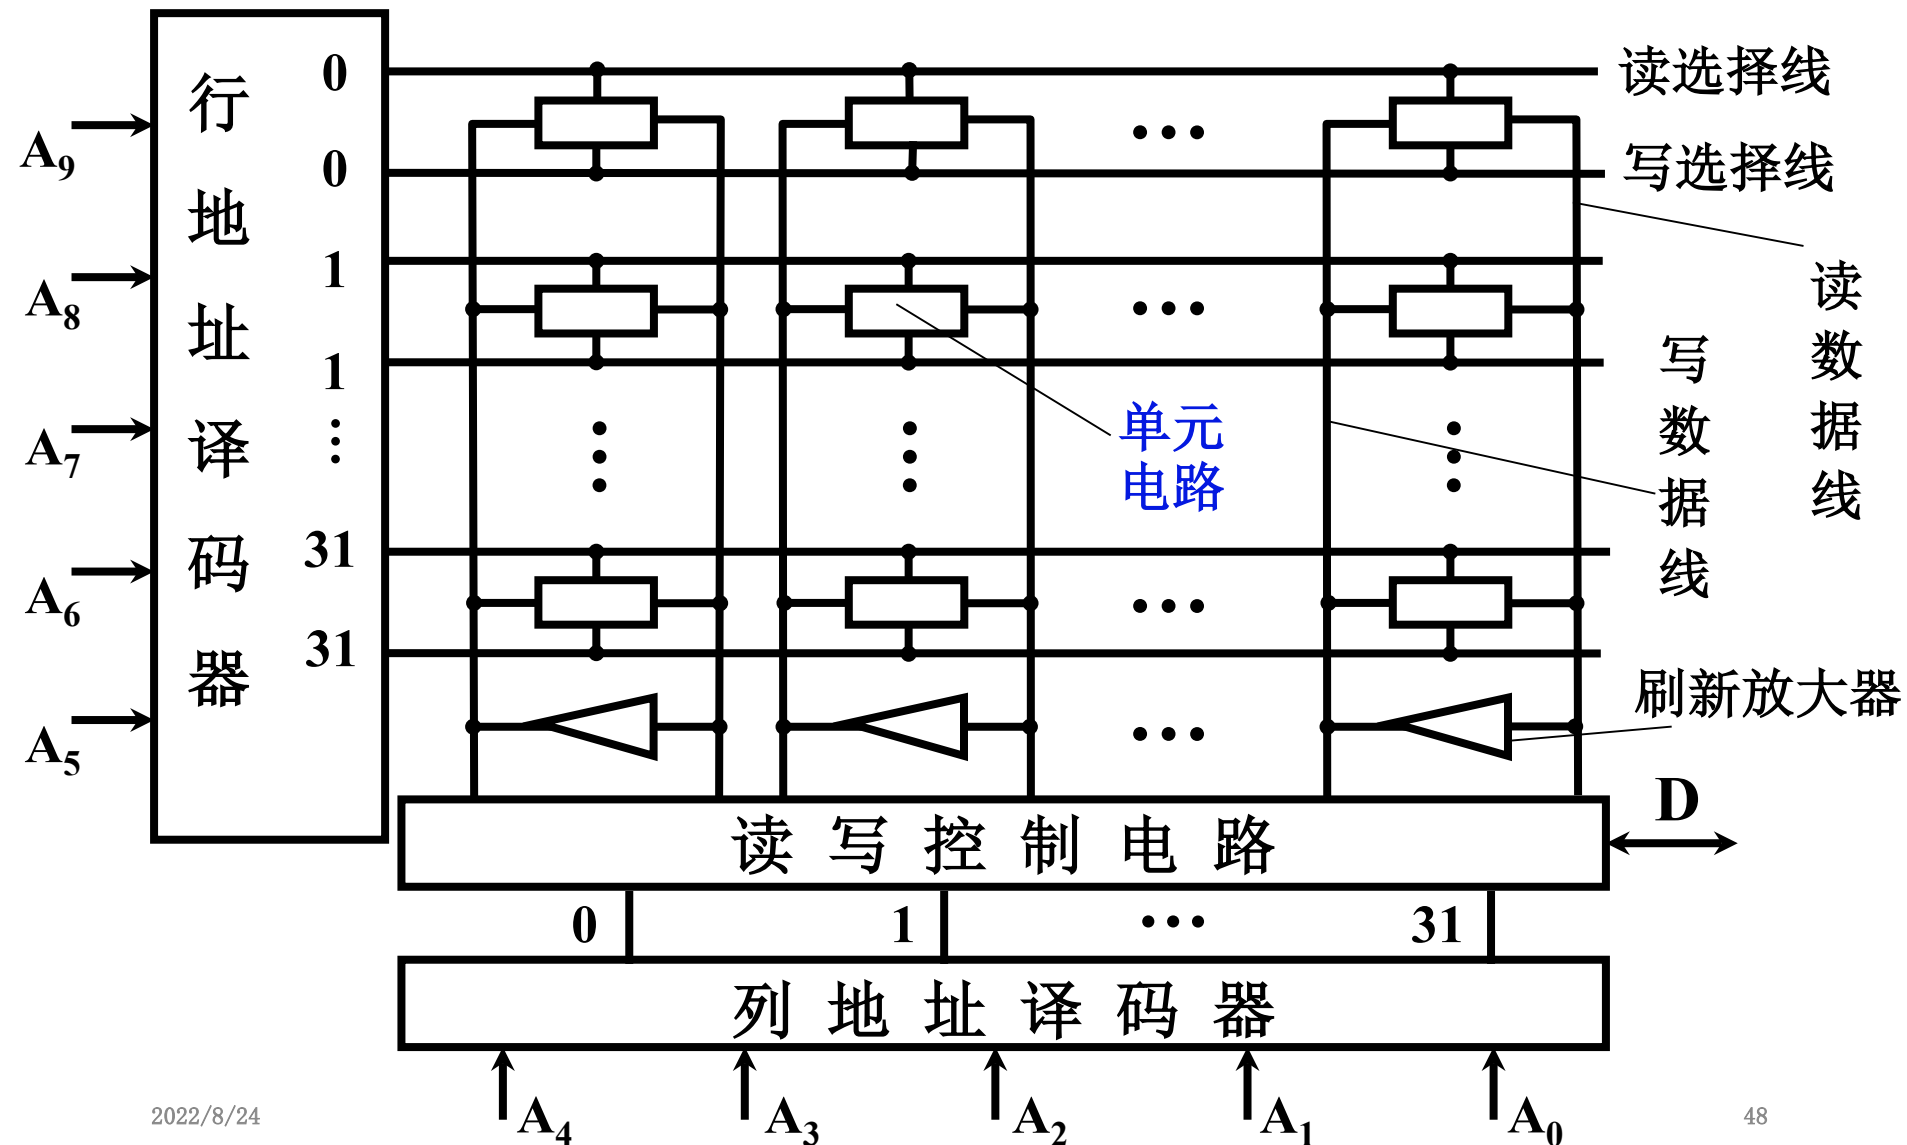 行地址译码器
A9
A8
A7
A6
A5
0
0
1
1
⋮
31
31
读选择线
写选择线
…
…
单元
电路
写数据线
读数据线
…
刷新放大器
…
读写控制电路
D
0
1
…
31
列地址译码器
A4
A3
A2
A1
A0
2022/8/24
48